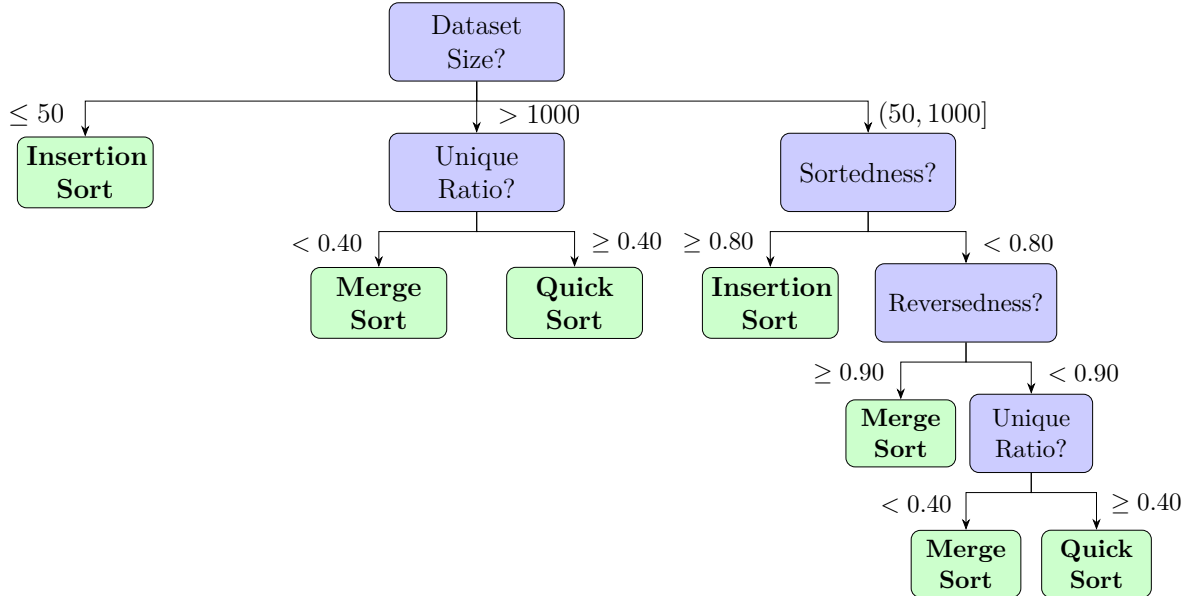 Dataset
Size?
≤ 50
> 1000
(50, 1000]
Insertion
Sort
Unique
Ratio?
Sortedness?
< 0.40
≥ 0.40
≥ 0.80
< 0.80
Merge
Sort
Quick
Sort
Insertion
Sort
Reversedness?
≥ 0.90
< 0.90
Merge
Sort
Unique
Ratio?
< 0.40
≥ 0.40
Merge
Sort
Quick
Sort